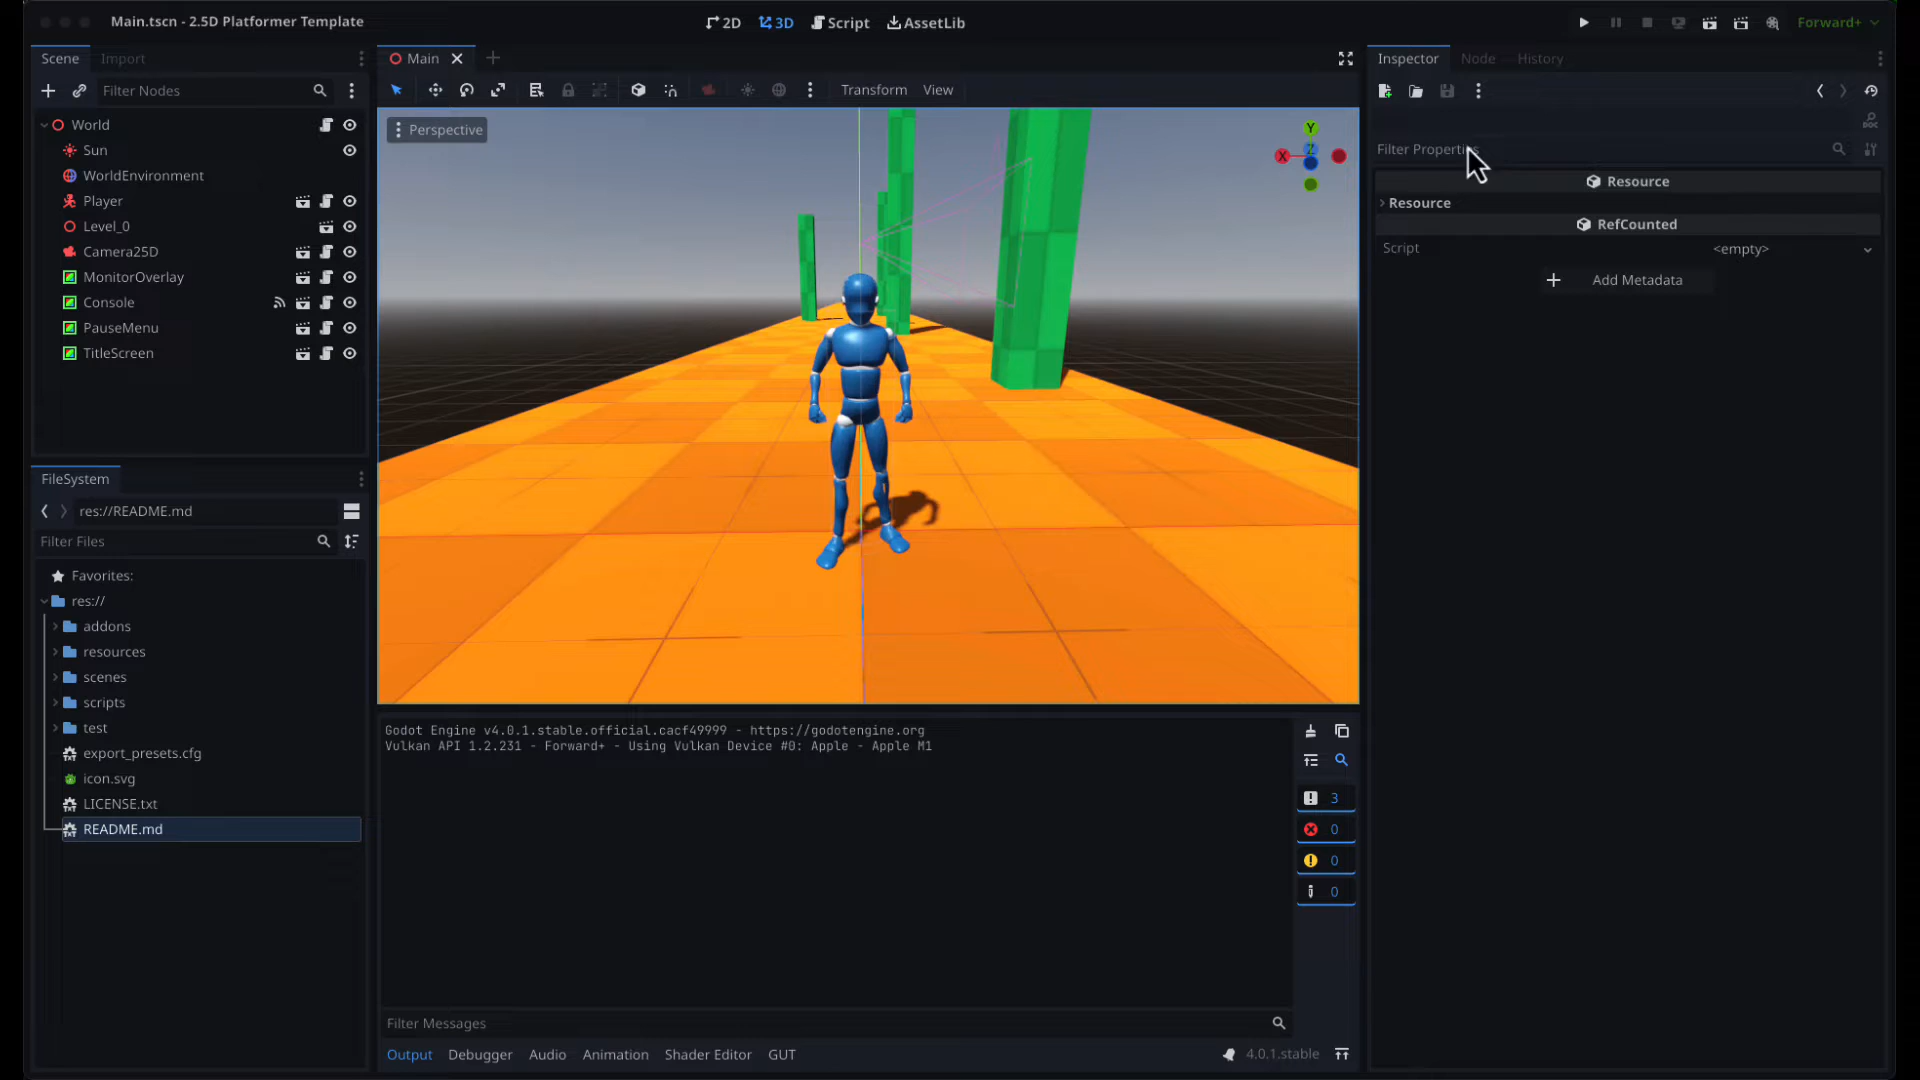 Main.tscn - 2.5D Platformer Template
2D
3D
Script
AssetLib
Forward+
Scene
Import
Filter Nodes
World
Sun
WorldEnvironment
Player
Level_0
Camera25D
MonitorOverlay
Console
PauseMenu
TitleScreen
FileSystem
res://README.md
Filter Files
Favorites:
res://
addons
resources
scenes
scripts
test
export_presets.cfg
icon.svg
LICENSE.txt
README.md
Main
Transform
View
Perspective
Y
X
Z
Godot Engine v4.0.1.stable.official.cacf49999 - https://godotengine.org
Vulkan API 1.2.231 - Forward+ - Using Vulkan Device #0: Apple - Apple M1
3
0
0
0
Filter Messages
Output
Debugger
Audio
Animation
Shader Editor
GUT
4.0.1.stable
Inspector
Node
History
DOC
Filter Properties
Resource
Resource
RefCounted
Script
<empty>
Add Metadata